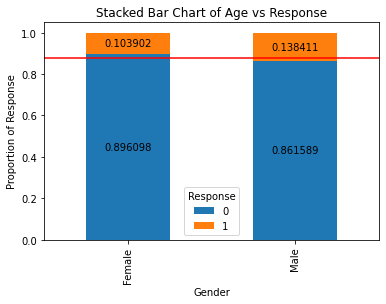 Stacked Bar Chart of Age vs Response
Proportion of Response
1.0
0.8
0.6
0.4
0.2
0.0
0.103902
0.138411
0.896098
0.861589
Response
0
1
Female
Male
Gender